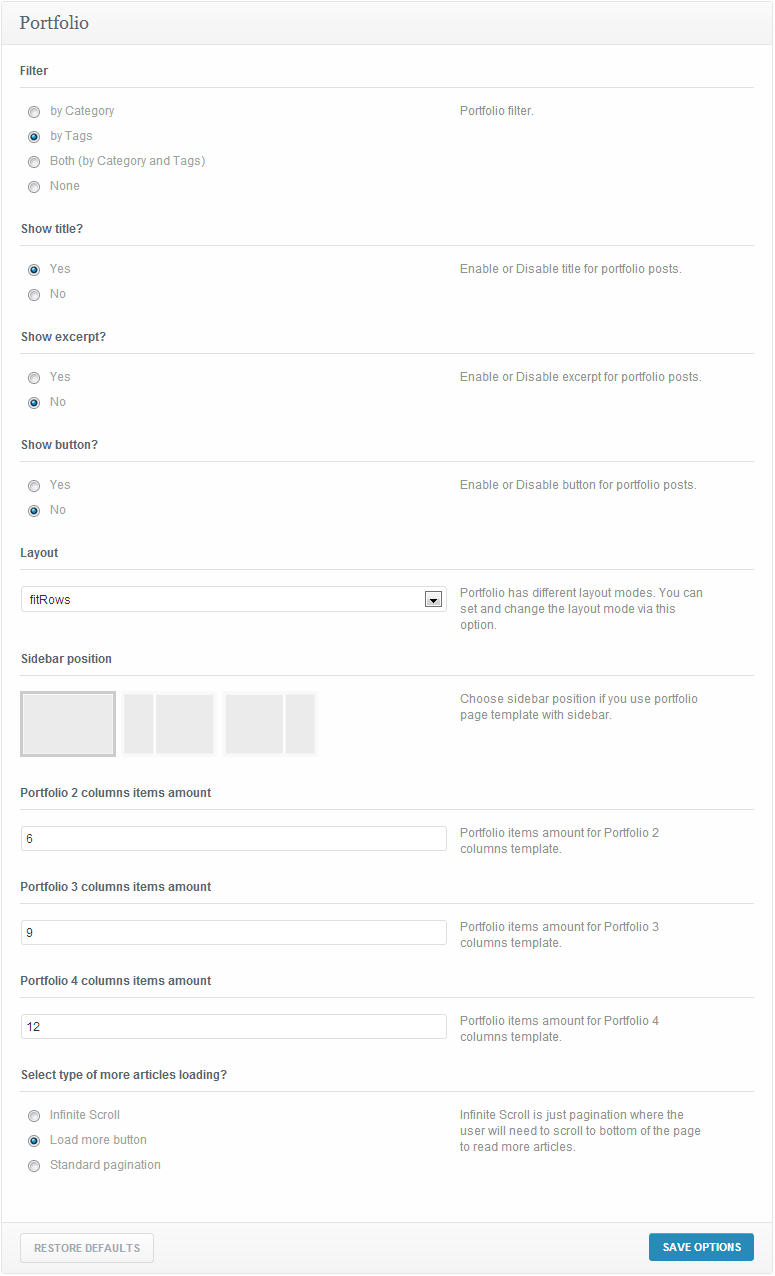 Portfolio
Filter
by Category
Portfolio filter.
by Tags
Both (by Category and Tags)
None
Show title?
Yes
Enable or Disable title for portfolio posts.
No
Show excerpt?
Yes
Enable or Disable excerpt for portfolio posts.
No
Show button?
Yes
Enable or Disable button for portfolio posts.
No
Layout
fitRows
Portfolio has different layout modes. You can
set and change the layout mode via this
option.
Sidebar position
Choose sidebar position if you use portfolio
page template with sidebar.
Portfolio 2 columns items amount
6
Portfolio items amount for Portfolio 2
columns template.
Portfolio 3 columns items amount
9
Portfolio items amount for Portfolio 3
columns template.
Portfolio 4 columns items amount
12
Portfolio items amount for Portfolio 4
columns template.
Select type of more articles loading?
Infinite Scroll
Load more button
Standard pagination
Infinite Scroll is just pagination where the
user will need to scroll to bottom of the page
to read more articles.
RESTORE DEFAULTS
SAVE OPTIONS